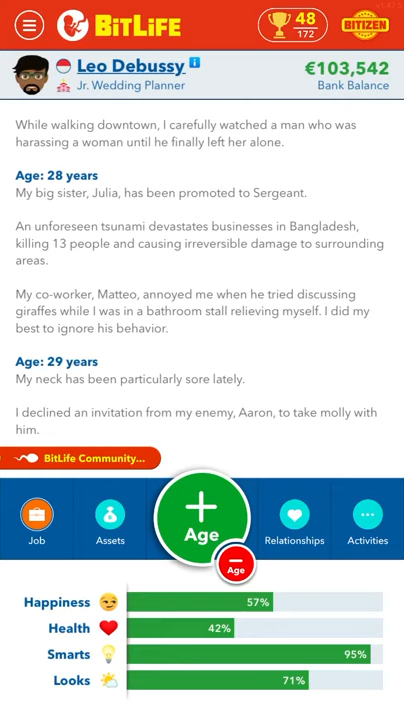 v1.47.5
BITLIFE
48
172
BITIZEN
Leo Debussy i
€103,542
Jr. Wedding Planner
Bank Balance
While walking downtown, I carefully watched a man who was
harassing a woman until he finally left her alone.
Age: 28 years
My big sister, Julia, has been promoted to Sergeant.
An unforeseen tsunami devastates businesses in Bangladesh,
killing 13 people and causing irreversible damage to surrounding
areas.
My co-worker, Matteo, annoyed me when he tried discussing
giraffes while I was in a bathroom stall relieving myself. I did my
best to ignore his behavior.
Age: 29 years
My neck has been particularly sore lately.
I declined an invitation from my enemy, Aaron, to take molly with
him.
BitLife Community...
Job
Assets
+
Age
Relationships
Activities
Age
Happiness 57%
Health 42%
Smarts 95%
Looks 71%